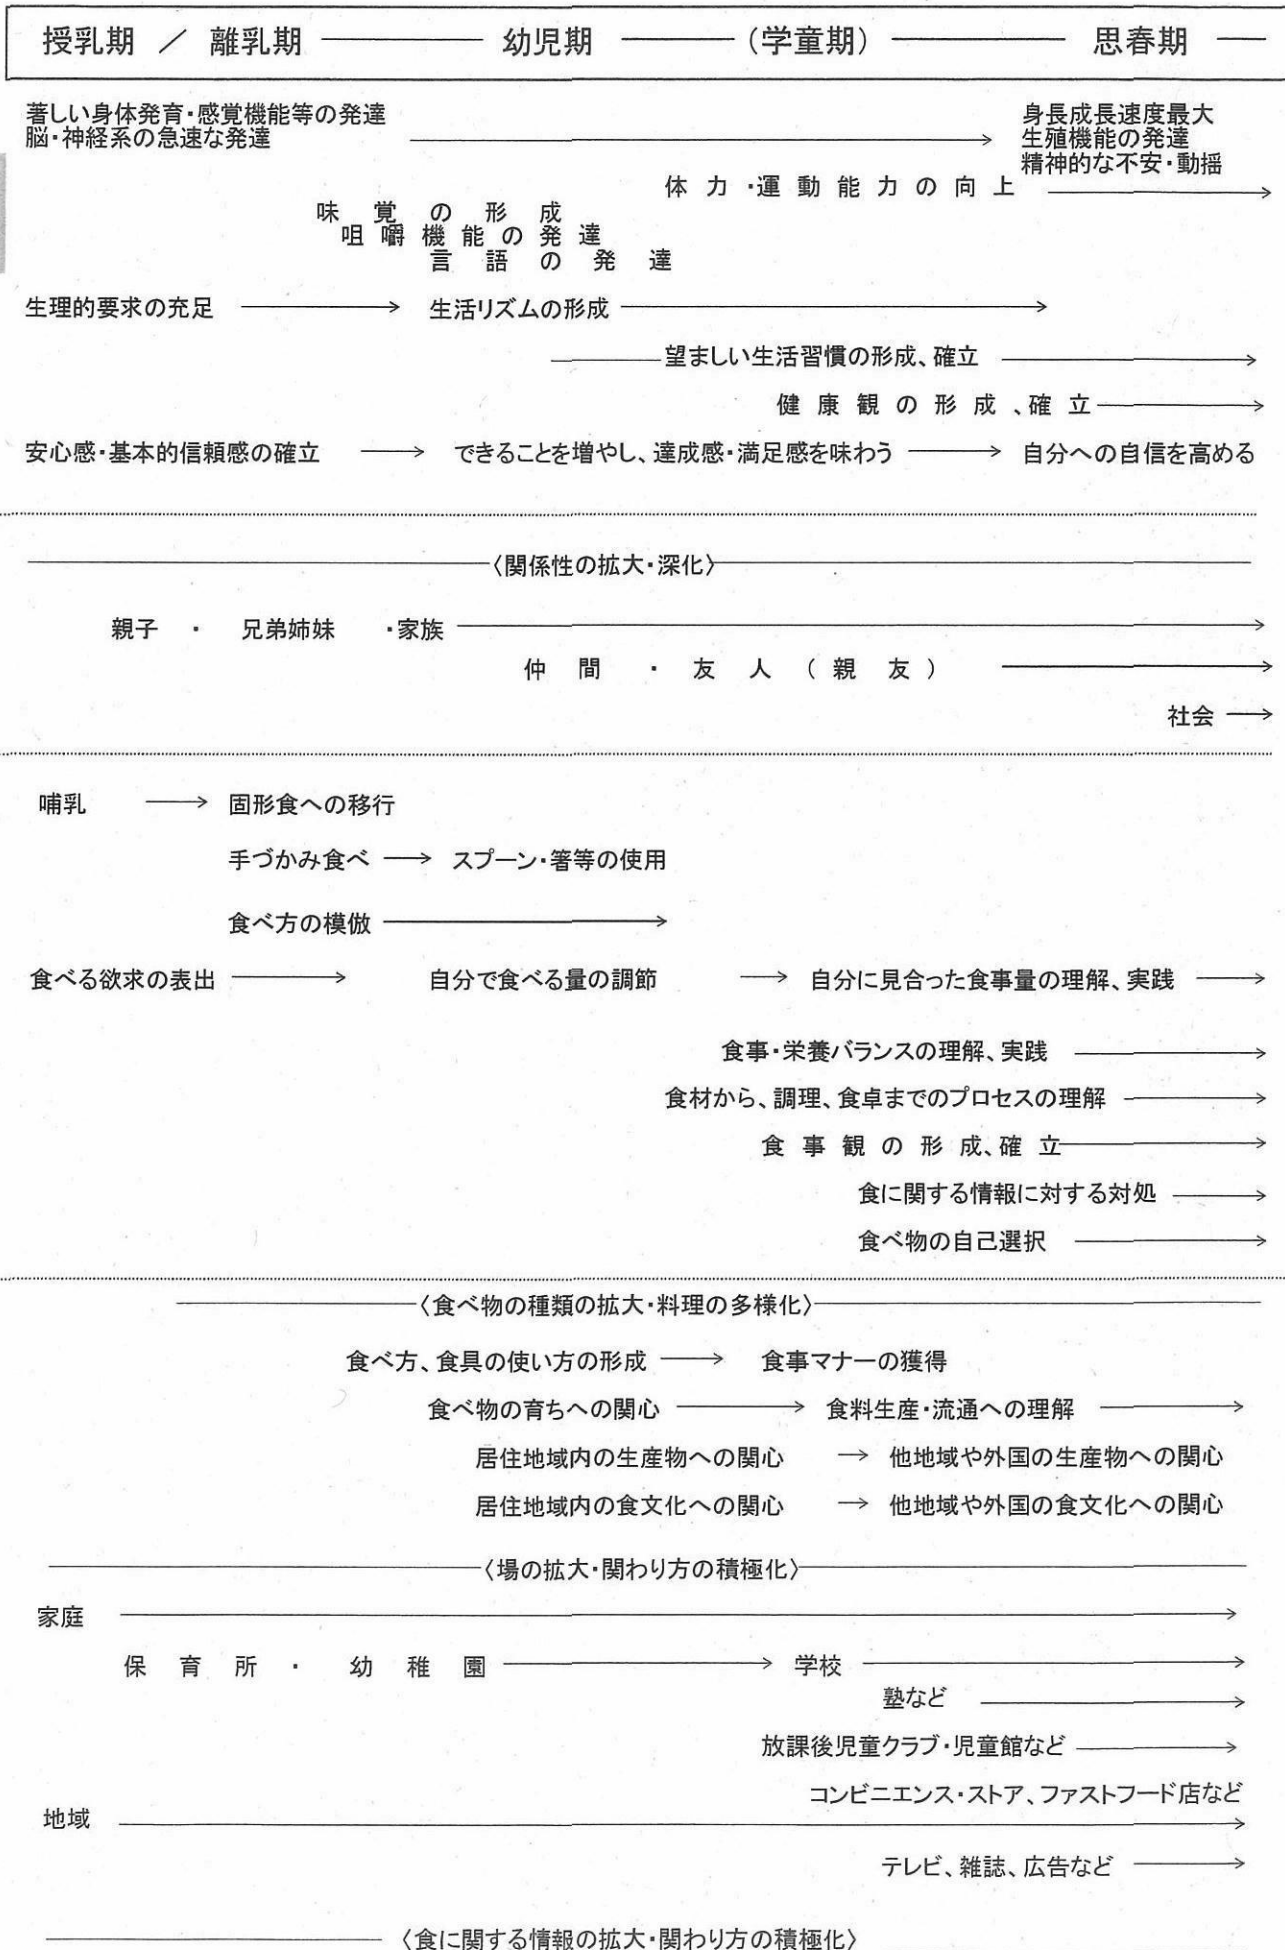 授乳期 / 離乳期 ── 幼児期 ── (学童期) ── 思春期 ──
著しい身体発育・感覚機能等の発達
脳・神経系の急速な発達 →
身長成長速度最大
生殖機能の発達
精神的な不安・動揺
体力・運動能力の向上 →
味覚の形成
咀嚼機能の発達
言語の発達
生理的要求の充足 → 生活リズムの形成 →
望ましい生活習慣の形成、確立 →
健康観の形成、確立 →
安心感・基本的信頼感の確立 → できることを増やし、達成感・満足感を味わう → 自分への自信を高める
〈関係性の拡大・深化〉
親子 ・ 兄弟姉妹 ・家族 →
仲間・友人(親友) →
社会 →
哺乳 → 固形食への移行
手づかみ食べ → スプーン・箸等の使用
食べ方の模倣 →
食べる欲求の表出 → 自分で食べる量の調節 → 自分に見合った食事量の理解、実践 →
食事・栄養バランスの理解、実践 →
食材から、調理、食卓までのプロセスの理解 →
食事観の形成、確立 →
食に関する情報に対する対処 →
食べ物の自己選択 →
〈食べ物の種類の拡大・料理の多様化〉
食べ方、食具の使い方の形成 → 食事マナーの獲得
食べ物の育ちへの関心 → 食料生産・流通への理解 →
居住地域内の生産物への関心 → 他地域や外国の生産物への関心
居住地域内の食文化への関心 → 他地域や外国の食文化への関心
〈場の拡大・関わり方の積極化〉
家庭 →
保育所・幼稚園 → 学校 →
塾など →
放課後児童クラブ・児童館など →
コンビニエンス・ストア、ファストフード店など
地域 →
テレビ、雑誌、広告など →
〈食に関する情報の拡大・関わり方の積極化〉